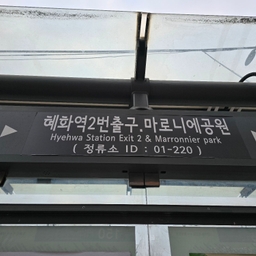 혜화역2번출구.마로니에공원
Hyehwa Station Exit 2 & Marronnier park
( 정류소 ID : 01-220 )